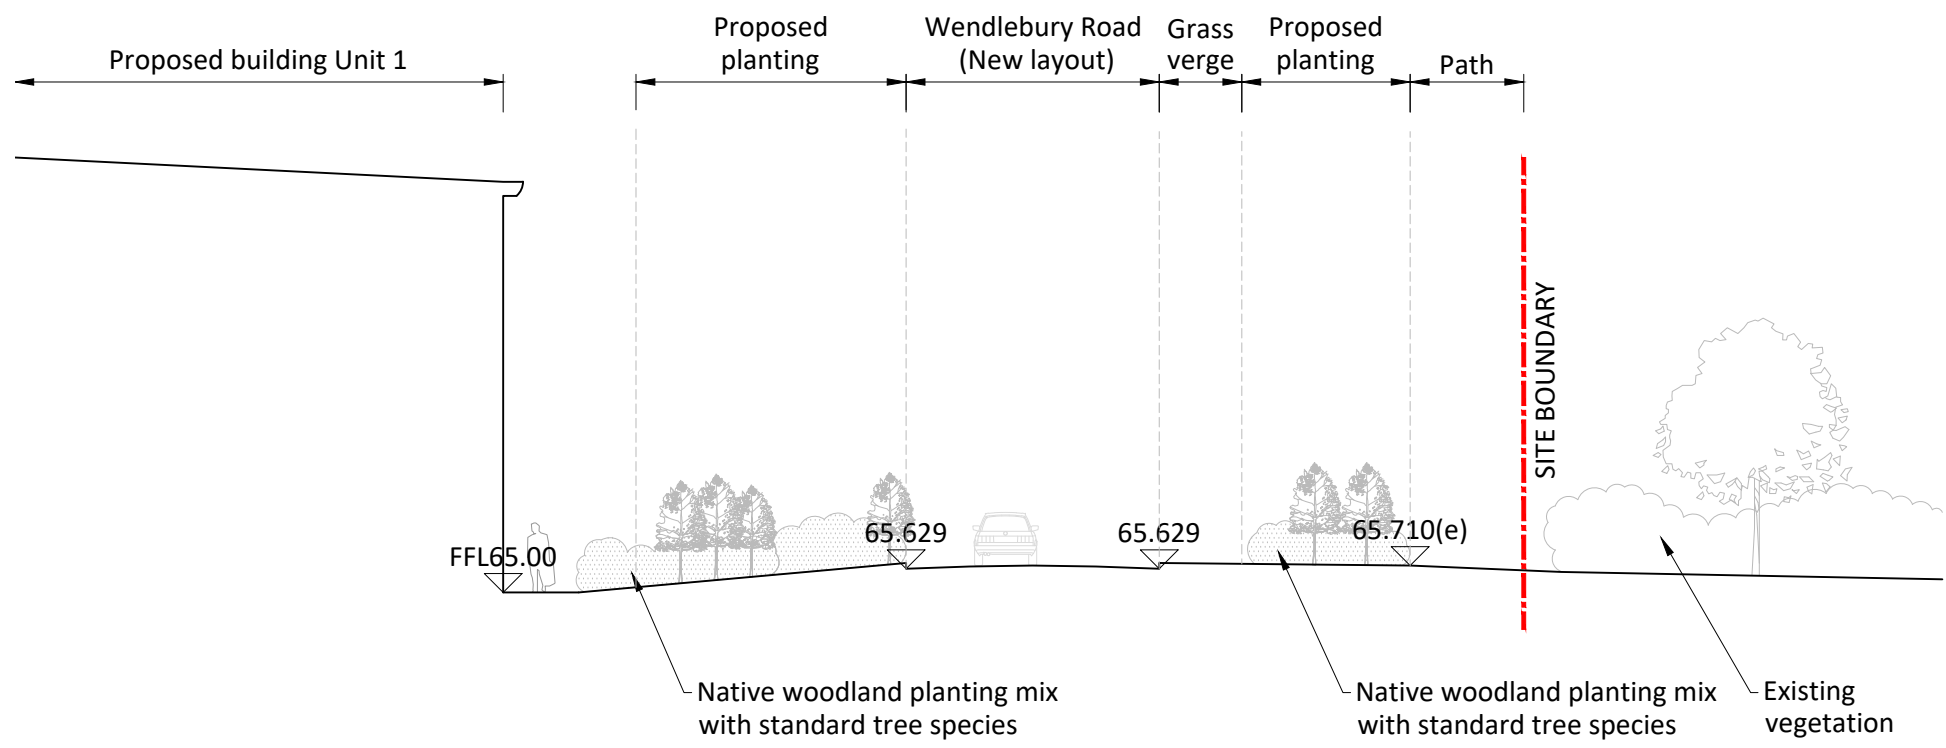 Proposed building Unit 1
Proposed
planting
Wendlebury Road
(New layout)
Grass
verge
Proposed
planting
Path
SITE BOUNDARY
FFL65.00
65.629
65.629
65.710(e)
Native woodland planting mix
with standard tree species
Native woodland planting mix
with standard tree species
Existing
vegetation